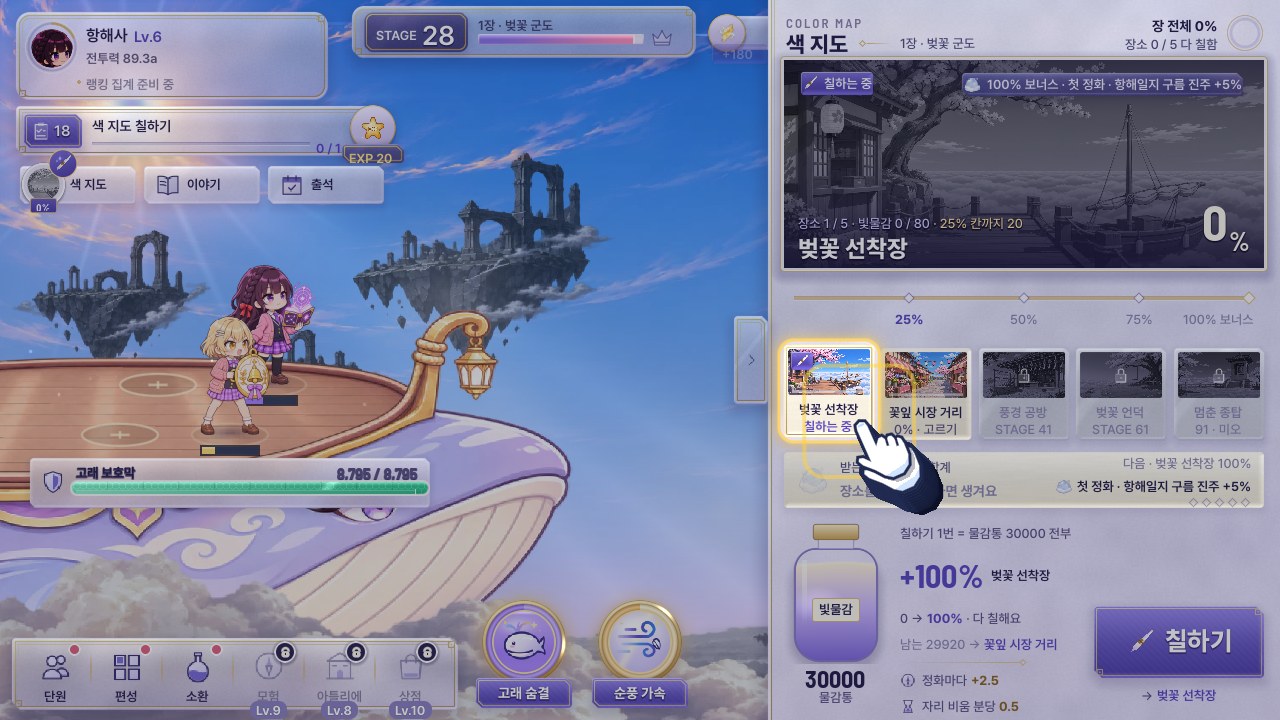 항해사 Lv.6
전투력 89.3a
랭킹 집계 준비 중
STAGE 28
1장 · 벚꽃 군도
+180
18
색 지도 칠하기
0 / 1
EXP 20
색 지도
0%
이야기
출석
고래 보호막
8,795 / 8,795
단원
편성
소환
모험
Lv.9
아틀리에
Lv.8
상점
Lv.10
고래 숨결
순풍 가속
COLOR MAP
색 지도
1장 · 벚꽃 군도
장 전체 0%
장소 0 / 5 다 칠함
칠하는 중
100% 보너스 · 첫 정화 · 항해일지 구름 진주 +5%
장소 1 / 5 · 빛물감 0 / 80 · 25% 칸까지 20
벚꽃 선착장
0%
25%
50%
75%
100% 보너스
벚꽃 선착장
칠하는 중
꽃잎 시장 거리
0% · 고르기
풍경 공방
STAGE 41
벚꽃 언덕
STAGE 61
멈춘 종탑
91 · 미오
받는
다음 · 벚꽃 선착장 100%
면 생겨요
첫 정화 · 항해일지 구름 진주 +5%
칠하기 1번 = 물감통 30000 전부
+100% 벚꽃 선착장
빛물감
0 → 100% · 다 칠해요
남는 29920 → 꽃잎 시장 거리
30000
물감통
정화마다 +2.5
자리 비움 분당 0.5
칠하기
→ 벚꽃 선착장